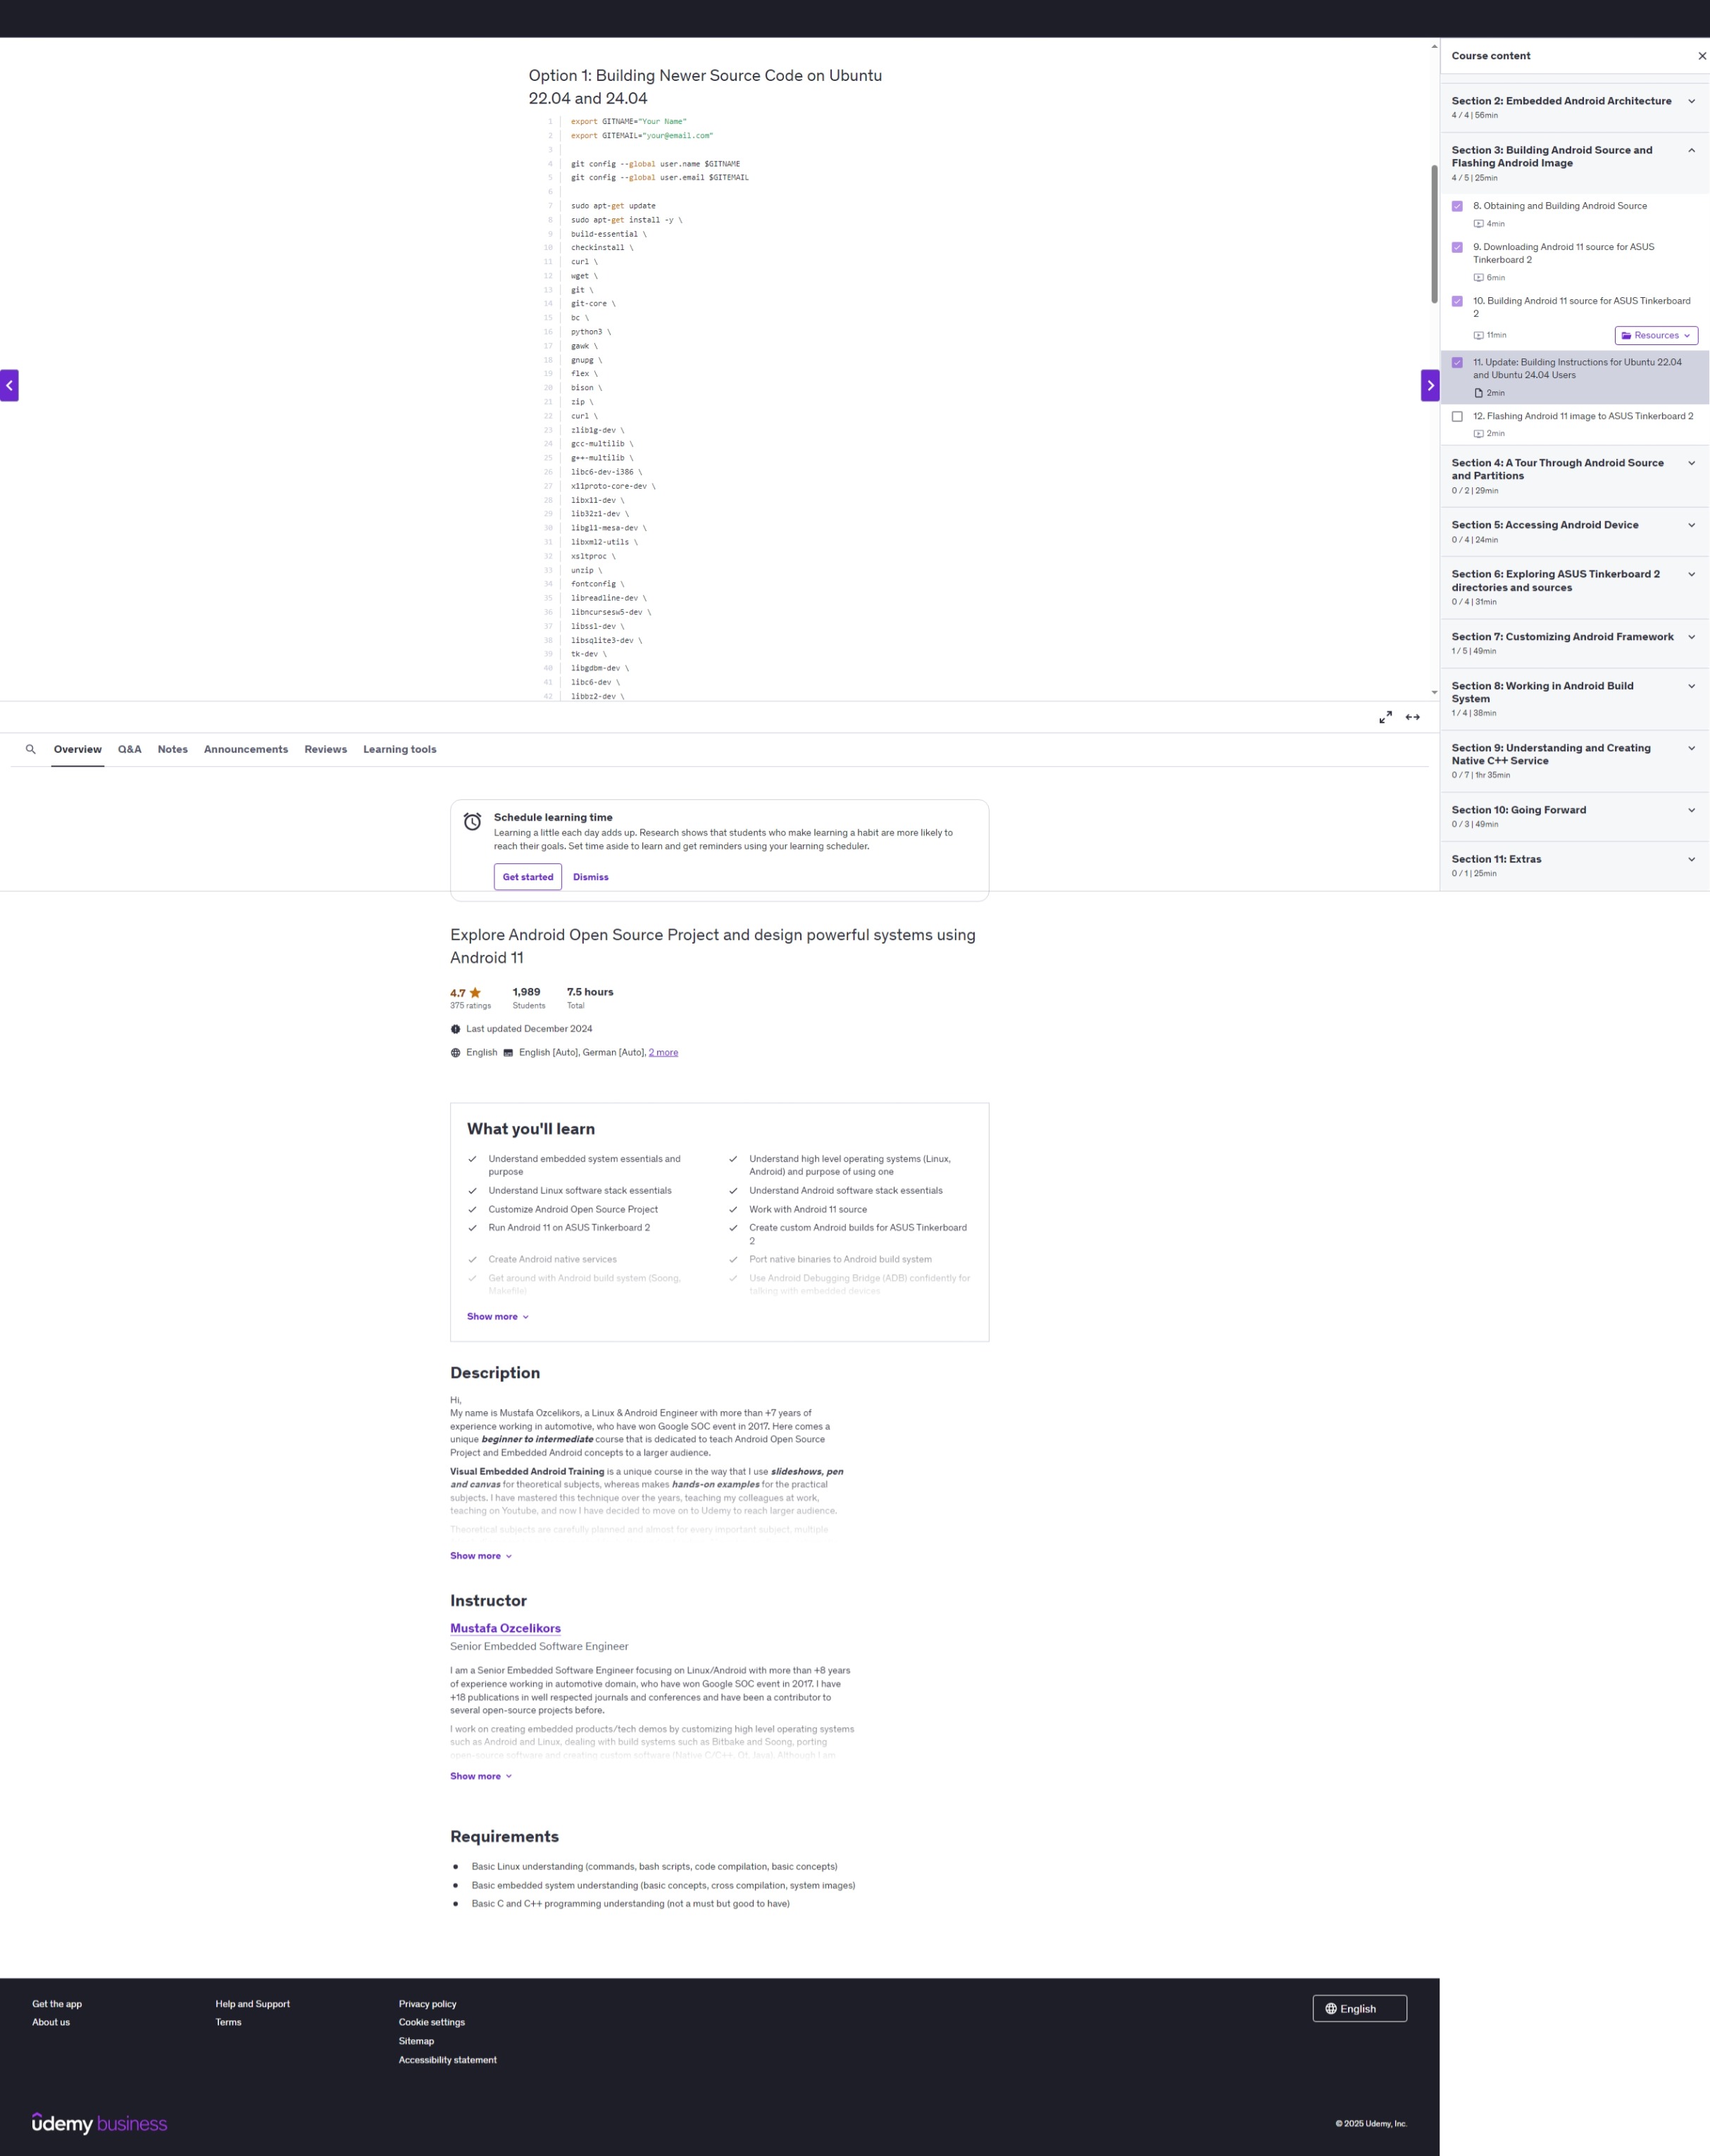 Option 1: Building Newer Source Code on Ubuntu
22.04 and 24.04
1 export GITNAME="Your Name"
2 export GITEMAIL="your@email.com"
3
4 git config --global user.name $GITNAME
5 git config --global user.email $GITEMAIL
6
7 sudo apt-get update
8 sudo apt-get install -y \
9 build-essential \
10 checkinstall \
11 curl \
12 wget \
13 git \
14 git-core \
15 bc \
16 python3 \
17 gawk \
18 gnupg \
19 flex \
20 bison \
21 zip \
22 curl \
23 zlib1g-dev \
24 gcc-multilib \
25 g++-multilib \
26 libc6-dev-i386 \
27 x11proto-core-dev \
28 libx11-dev \
29 lib32z1-dev \
30 libgl1-mesa-dev \
31 libxml2-utils \
32 xsltproc \
33 unzip \
34 fontconfig \
35 libreadline-dev \
36 libncursesw5-dev \
37 libssl-dev \
38 libsqlite3-dev \
39 tk-dev \
40 libgdbm-dev \
41 libc6-dev \
42 libbz2-dev \
Course content
Section 2: Embedded Android Architecture
4 / 4 | 56min
Section 3: Building Android Source and
Flashing Android Image
4 / 5 | 25min
8. Obtaining and Building Android Source
4min
9. Downloading Android 11 source for ASUS
Tinkerboard 2
6min
10. Building Android 11 source for ASUS Tinkerboard
2
11min
Resources
11. Update: Building Instructions for Ubuntu 22.04
and Ubuntu 24.04 Users
2min
12. Flashing Android 11 image to ASUS Tinkerboard 2
2min
Section 4: A Tour Through Android Source
and Partitions
0 / 2 | 29min
Section 5: Accessing Android Device
0 / 4 | 24min
Section 6: Exploring ASUS Tinkerboard 2
directories and sources
0 / 4 | 31min
Section 7: Customizing Android Framework
1 / 5 | 49min
Section 8: Working in Android Build
System
1 / 4 | 38min
Section 9: Understanding and Creating
Native C++ Service
0 / 7 | 1hr 35min
Section 10: Going Forward
0 / 3 | 49min
Section 11: Extras
0 / 1 | 25min
Overview Q&A Notes Announcements Reviews Learning tools
Schedule learning time
Learning a little each day adds up. Research shows that students who make learning a habit are more likely to
reach their goals. Set time aside to learn and get reminders using your learning scheduler.
Get started Dismiss
Explore Android Open Source Project and design powerful systems using
Android 11
4.7 1,989 7.5 hours
375 ratings Students Total
Last updated December 2024
English English [Auto], German [Auto], 2 more
What you'll learn
Understand embedded system essentials and
purpose
Understand high level operating systems (Linux,
Android) and purpose of using one
Understand Linux software stack essentials
Understand Android software stack essentials
Customize Android Open Source Project
Work with Android 11 source
Run Android 11 on ASUS Tinkerboard 2
Create custom Android builds for ASUS Tinkerboard
2
Create Android native services
Port native binaries to Android build system
Get around with Android build system (Soong,
Makefile)
Use Android Debugging Bridge (ADB) confidently for
talking with embedded devices
Show more
Description
Hi,
My name is Mustafa Ozcelikors, a Linux & Android Engineer with more than +7 years of
experience working in automotive, who have won Google SOC event in 2017. Here comes a
unique beginner to intermediate course that is dedicated to teach Android Open Source
Project and Embedded Android concepts to a larger audience.
Visual Embedded Android Training is a unique course in the way that I use slideshows, pen
and canvas for theoretical subjects, whereas makes hands-on examples for the practical
subjects. I have mastered this technique over the years, teaching my colleagues at work,
teaching on Youtube, and now I have decided to move on to Udemy to reach larger audience.
Theoretical subjects are carefully planned and almost for every important subject, multiple
Show more
Instructor
Mustafa Ozcelikors
Senior Embedded Software Engineer
I am a Senior Embedded Software Engineer focusing on Linux/Android with more than +8 years
of experience working in automotive domain, who have won Google SOC event in 2017. I have
+18 publications in well respected journals and conferences and have been a contributor to
several open-source projects before.
I work on creating embedded products/tech demos by customizing high level operating systems
such as Android and Linux, dealing with build systems such as Bitbake and Soong, porting
open-source software and creating custom software (Native C/C++, Qt, Java). Although I am
Show more
Requirements
Basic Linux understanding (commands, bash scripts, code compilation, basic concepts)
Basic embedded system understanding (basic concepts, cross compilation, system images)
Basic C and C++ programming understanding (not a must but good to have)
Get the app Help and Support Privacy policy English
About us Terms Cookie settings
Sitemap
Accessibility statement
udemy business
© 2025 Udemy, Inc.